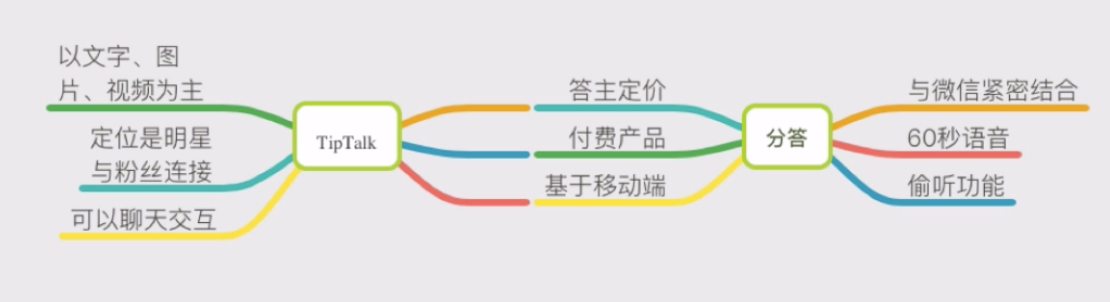 以文字、图
片、视频为主
定位是明星
与粉丝连接
可以聊天交互
TipTalk
答主定价
付费产品
基于移动端
分答
与微信紧密结合
60秒语音
偷听功能